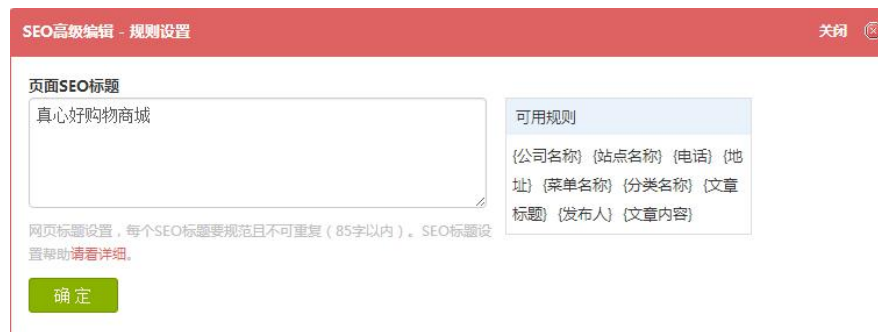 SEO高级编辑 - 规则设置 关闭
页面SEO标题
真心好购物商城
可用规则
{公司名称} {站点名称} {电话} {地
址} {菜单名称} {分类名称} {文章
标题} {发布人} {文章内容}
网页标题设置，每个SEO标题要规范且不可重复（85字以内）。SEO标题设
置帮助请看详细。
确 定